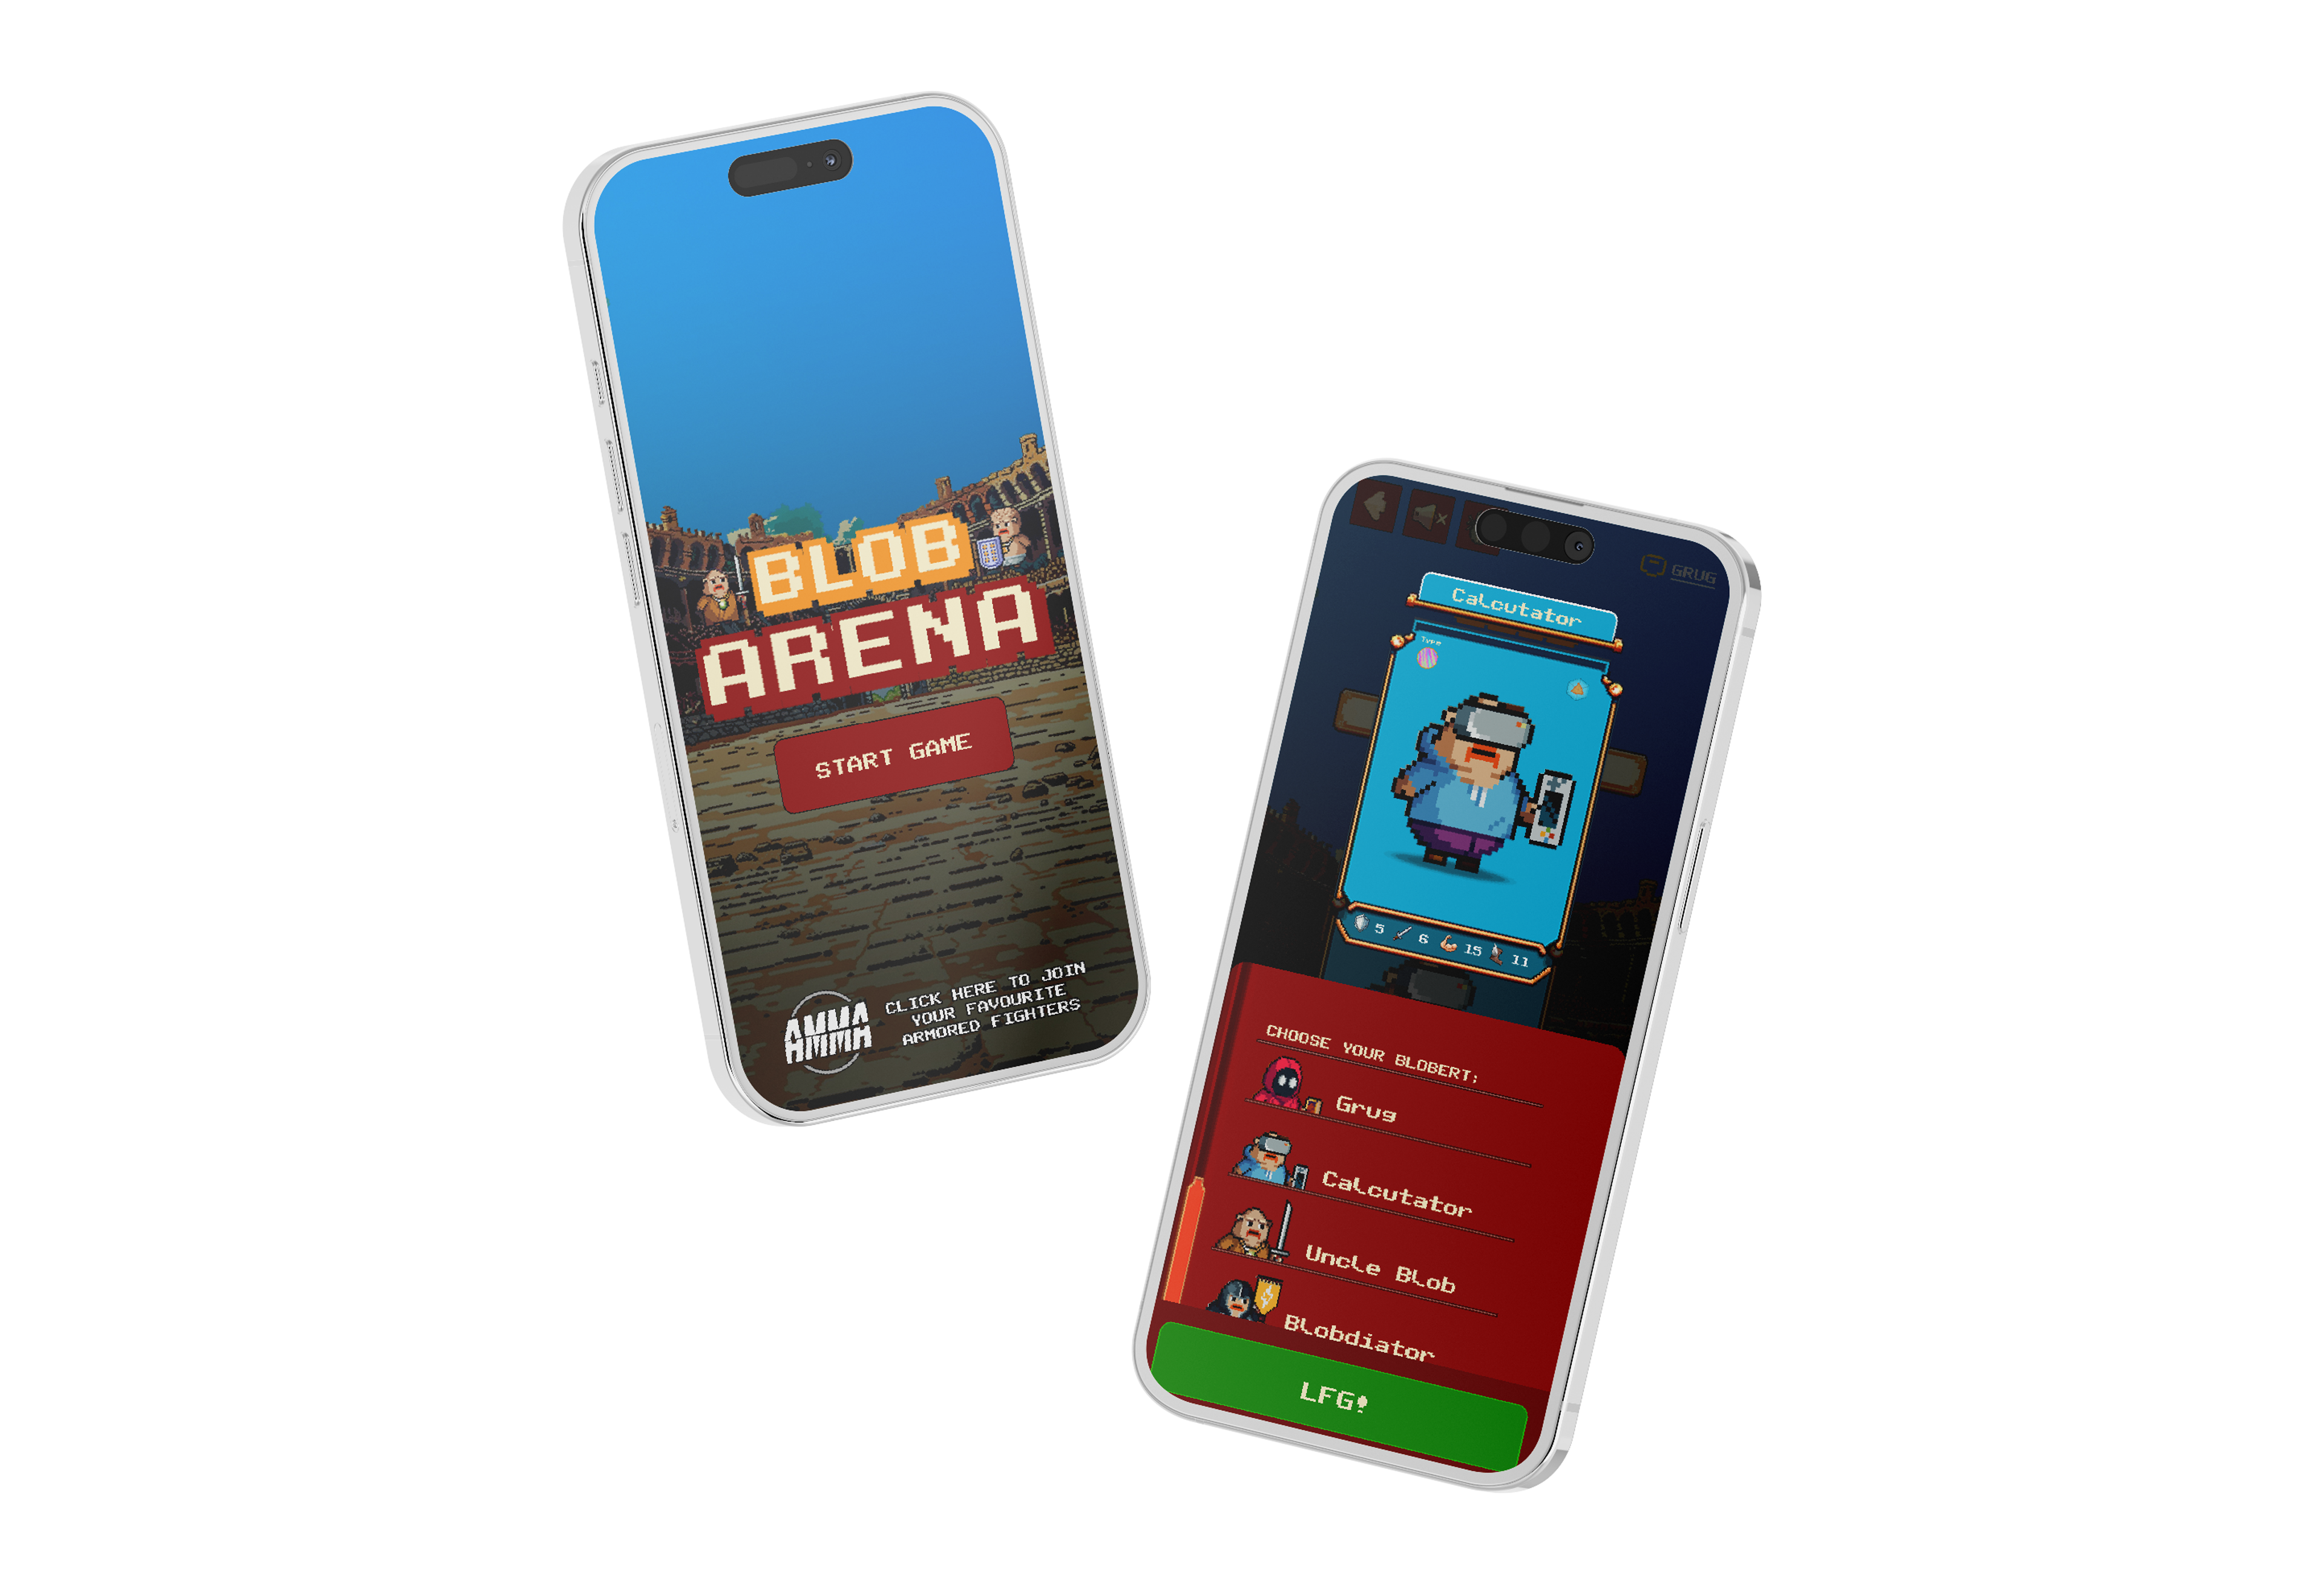 BLOB
ARENA
START GAME
AMMA
CLICK HERE TO JOIN
YOUR FAVOURITE
ARMORED FIGHTERS
GRUG
Calcutator
Type
5 6 15 11
CHOOSE YOUR BLOBERT;
Grug
Calcutator
Uncle Blob
Blobdiator
LFG!